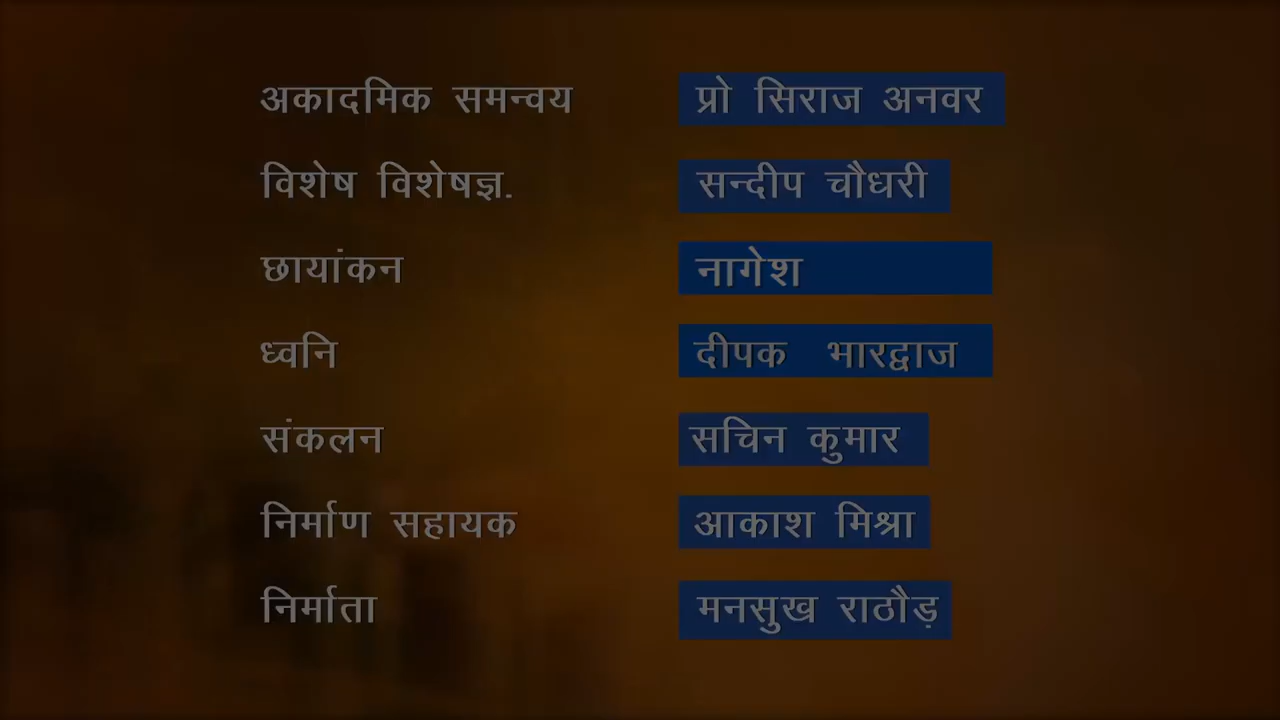 अकादमिक समन्वय प्रो सिराज अनवर
विशेष विशेषज्ञ. सन्दीप चौधरी
छायांकन नागेश
ध्वनि दीपक भारद्वाज
संकलन सचिन कुमार
निर्माण सहायक आकाश मिश्रा
निर्माता मनसुख राठौड़